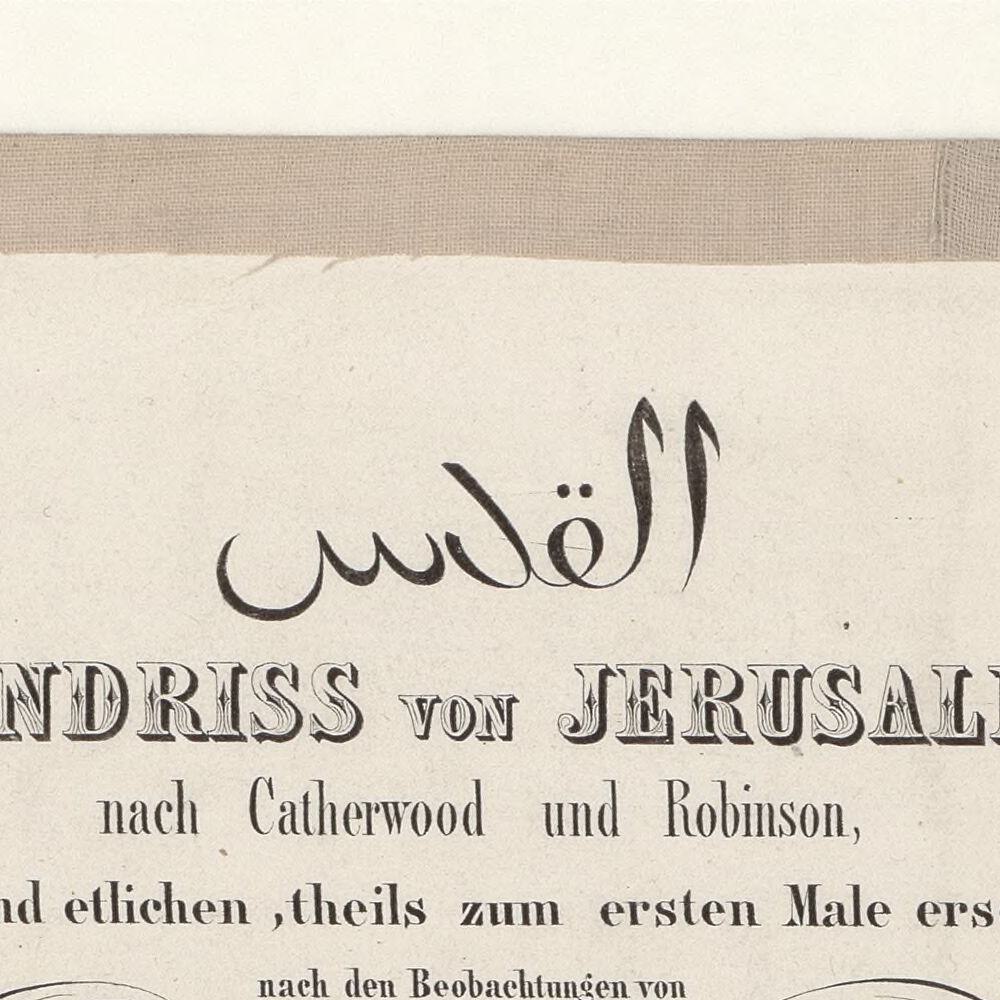 القدس
NDRISS VON JERUSAL
nach Catherwood und Robinson,
nd etlichen ,theils zum ersten Male ers
nach den Beobachtungen von